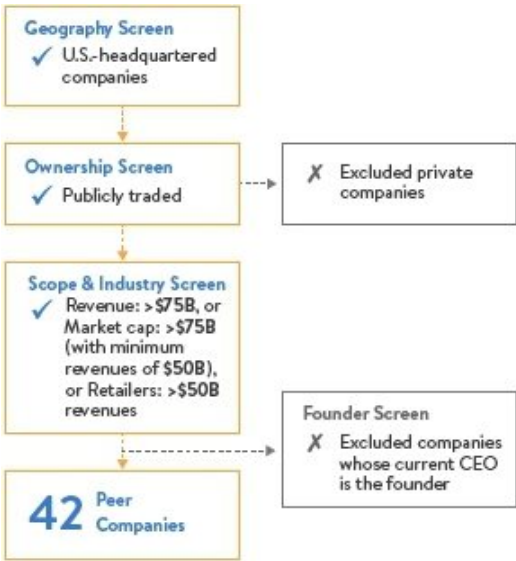 Geography Screen
✓ U.S.-headquartered
companies
Ownership Screen
✓ Publicly traded
✗ Excluded private
companies
Scope & Industry Screen
✓ Revenue: >$75B, or
Market cap: >$75B
(with minimum
revenues of $50B),
or Retailers: >$50B
revenues
Founder Screen
✗ Excluded companies
whose current CEO
is the founder
42 Peer
Companies